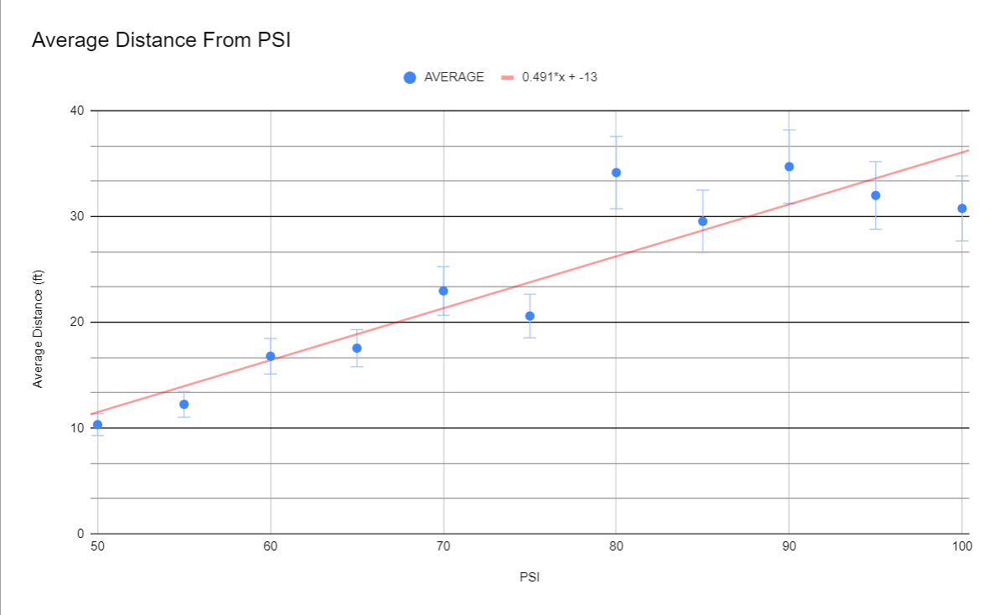 Average Distance From PSI
AVERAGE 0.491*x + -13
40
30
20
10
0
Average Distance (ft)
50 60 70 80 90 100
PSI